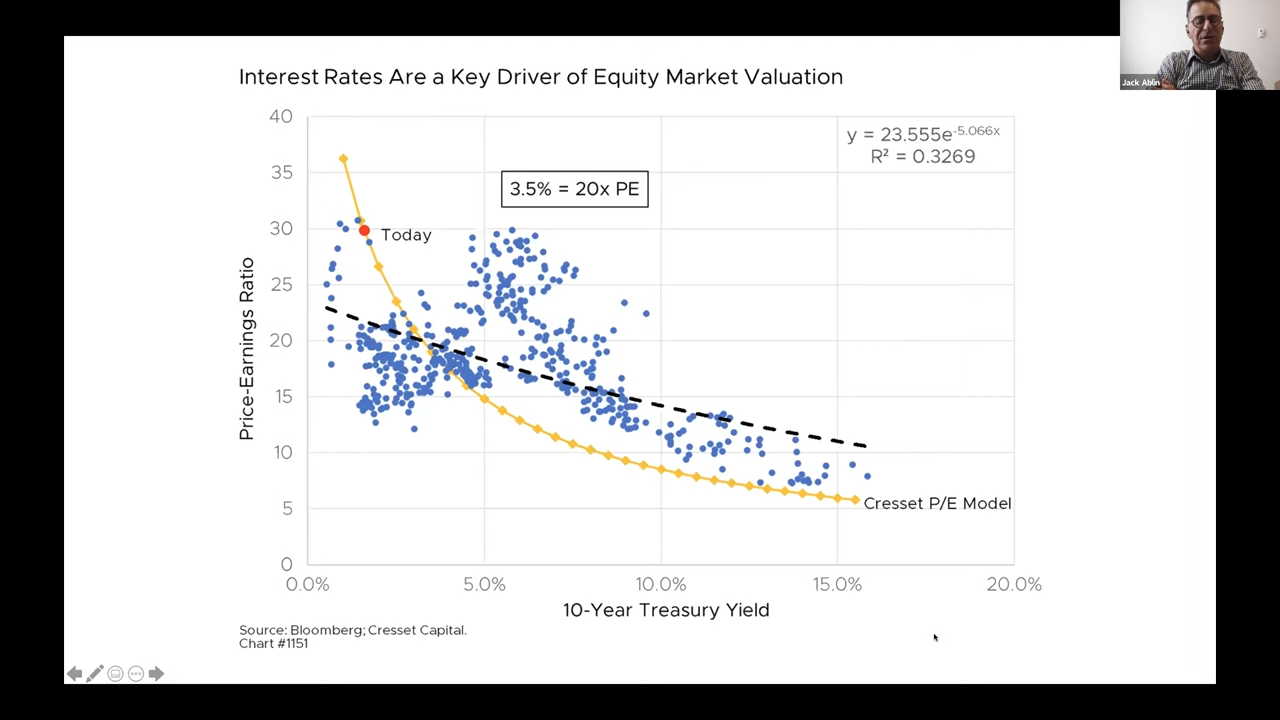 Jack Ablin
Interest Rates Are a Key Driver of Equity Market Valuation
y = 23.555e^-5.066x
R² = 0.3269
3.5% = 20x PE
Today
Cresset P/E Model
Price-Earnings Ratio
40
35
30
25
20
15
10
5
0
0.0% 5.0% 10.0% 15.0% 20.0%
10-Year Treasury Yield
Source: Bloomberg; Cresset Capital.
Chart #1151